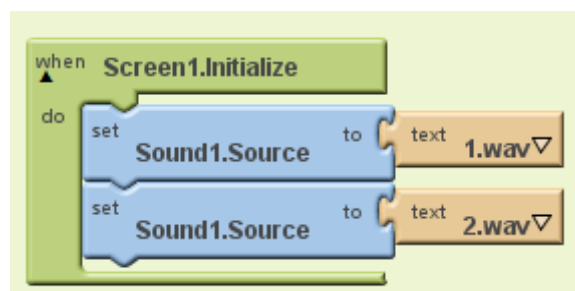 when Screen1.Initialize
do
set Sound1.Source to text 1.wav
set Sound1.Source to text 2.wav